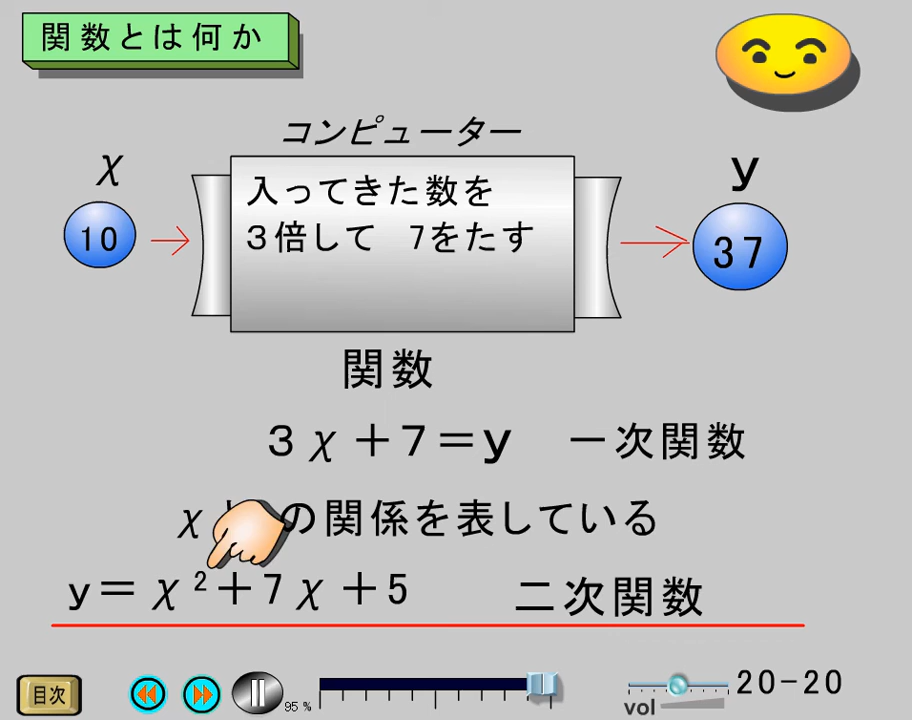 関数とは何か
コンピューター
χ
y
入ってきた数を
10
37
3倍して 7をたす
関数
3χ+7=y 一次関数
χ の関係を表している
y=χ²+7χ+5 二次関数
目次
95 %
vol
20-20